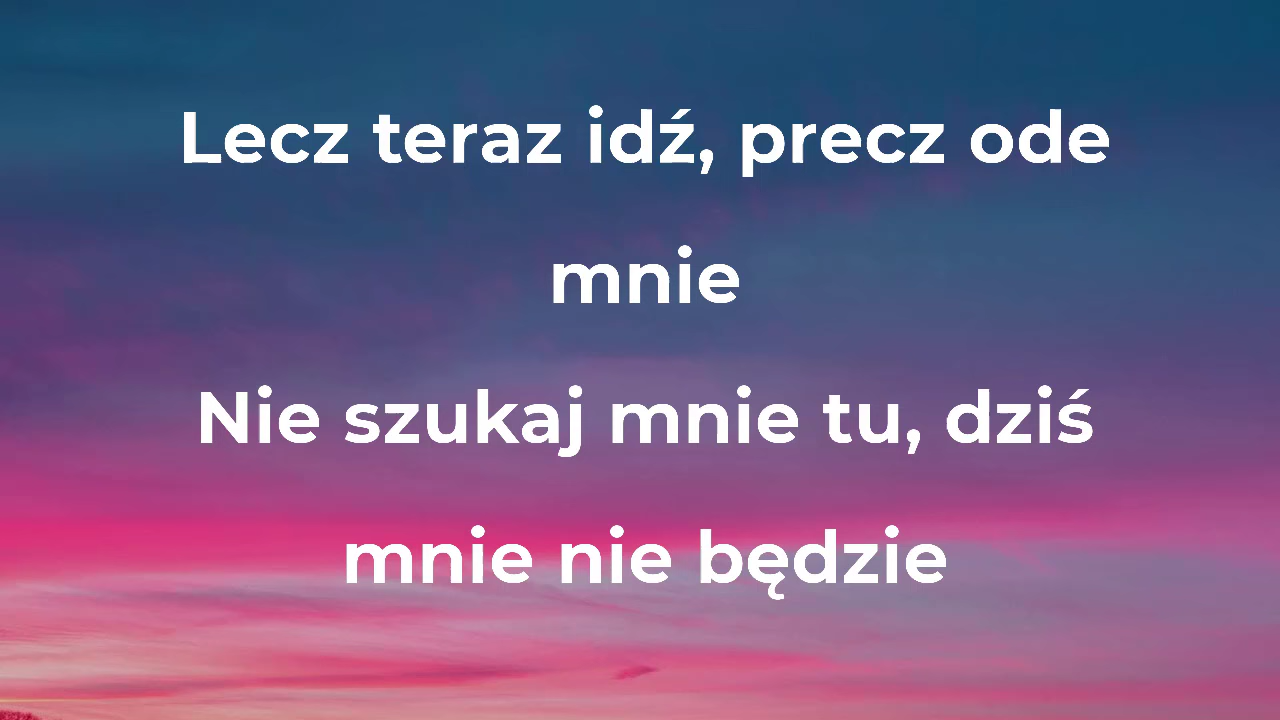 Lecz teraz idź, precz ode
mnie
Nie szukaj mnie tu, dziś
mnie nie będzie